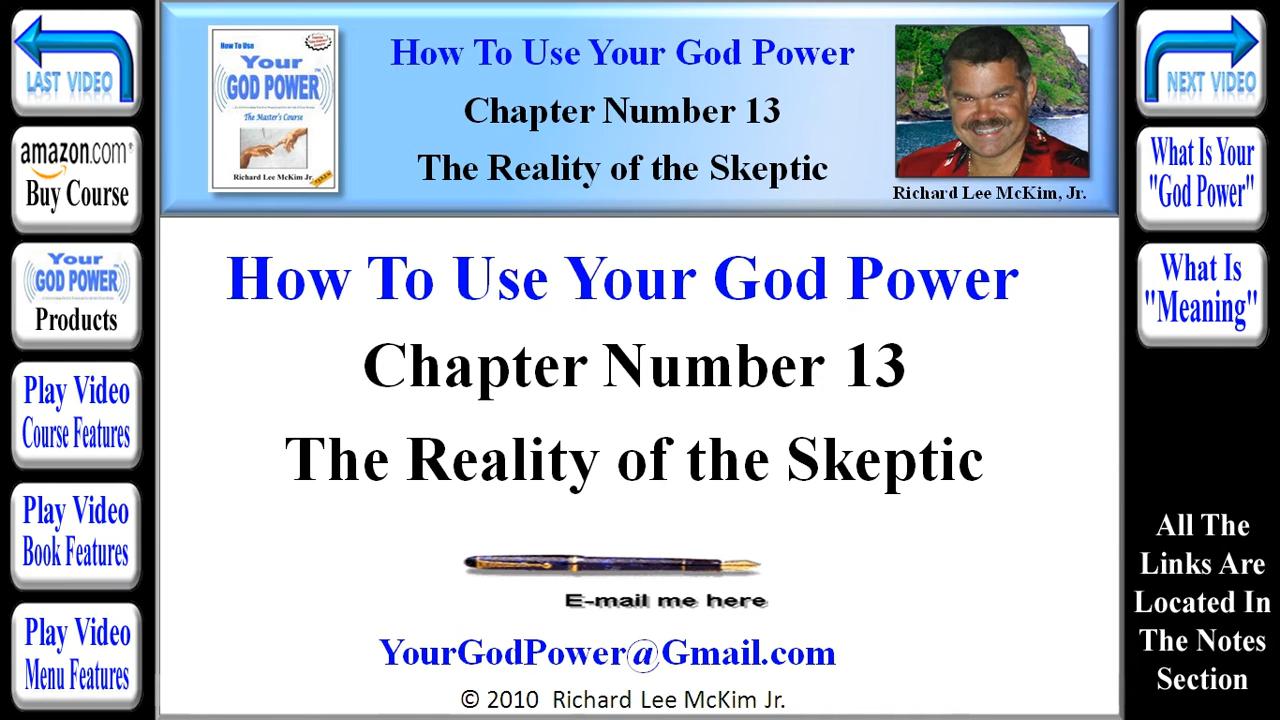 LAST VIDEO
amazon.com
Buy Course
Your
GOD POWER
Products
Play Video
Course Features
Play Video
Book Features
Play Video
Menu Features
How To Use
Your
GOD POWER
The Master's Course
Richard Lee McKim Jr.
How To Use Your God Power
Chapter Number 13
The Reality of the Skeptic
Richard Lee McKim, Jr.
How To Use Your God Power
Chapter Number 13
The Reality of the Skeptic
E-mail me here
YourGodPower@Gmail.com
© 2010 Richard Lee McKim Jr.
NEXT VIDEO
What Is Your
"God Power"
What Is
"Meaning"
All The
Links Are
Located In
The Notes
Section